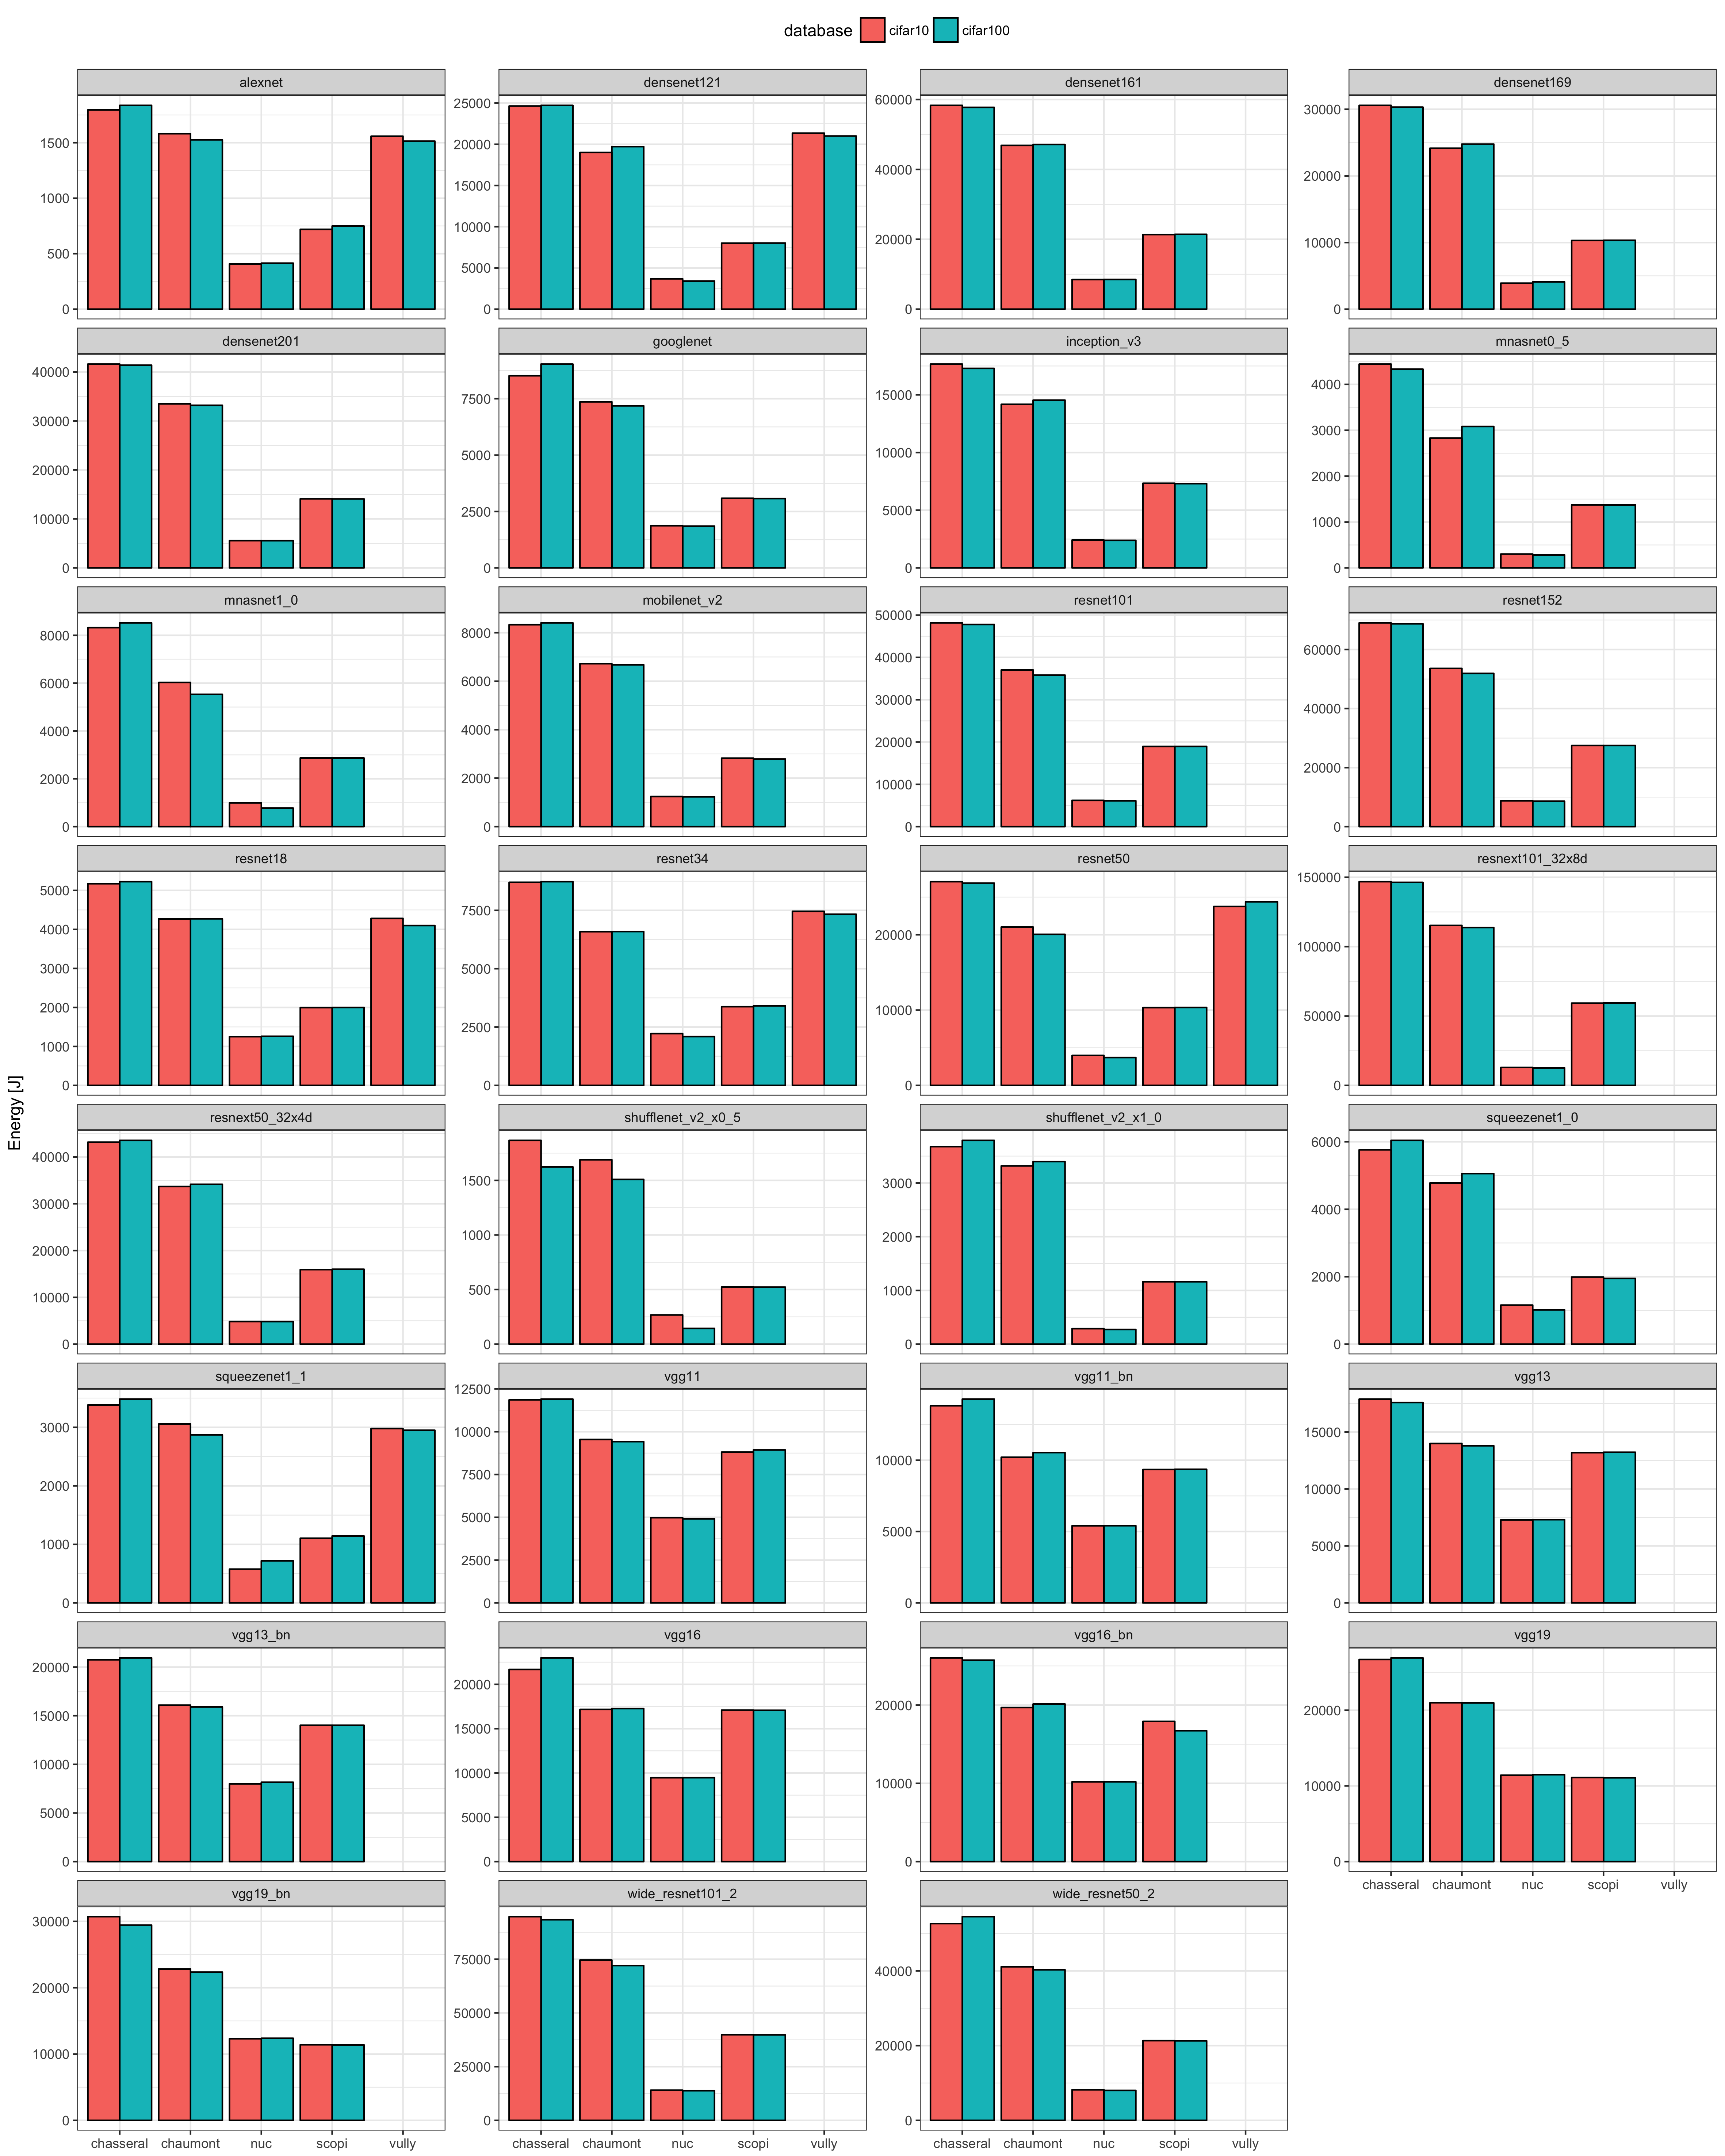 database cifar10 cifar100
Energy [J]
alexnet densenet121 densenet161 densenet169
1500 1000 500 0
25000 20000 15000 10000 5000 0
60000 40000 20000 0
30000 20000 10000 0
densenet201 googlenet inception_v3 mnasnet0_5
40000 30000 20000 10000 0
7500 5000 2500 0
15000 10000 5000 0
4000 3000 2000 1000 0
mnasnet1_0 mobilenet_v2 resnet101 resnet152
8000 6000 4000 2000 0
8000 6000 4000 2000 0
50000 40000 30000 20000 10000 0
60000 40000 20000 0
resnet18 resnet34 resnet50 resnext101_32x8d
5000 4000 3000 2000 1000 0
7500 5000 2500 0
20000 10000 0
150000 100000 50000 0
resnext50_32x4d shufflenet_v2_x0_5 shufflenet_v2_x1_0 squeezenet1_0
40000 30000 20000 10000 0
1500 1000 500 0
3000 2000 1000 0
6000 4000 2000 0
squeezenet1_1 vgg11 vgg11_bn vgg13
3000 2000 1000 0
12500 10000 7500 5000 2500 0
10000 5000 0
15000 10000 5000 0
vgg13_bn vgg16 vgg16_bn vgg19
20000 15000 10000 5000 0
20000 15000 10000 5000 0
20000 10000 0
20000 10000 0
chasseral chaumont nuc scopi vully
vgg19_bn wide_resnet101_2 wide_resnet50_2
30000 20000 10000 0
75000 50000 25000 0
40000 20000 0
chasseral chaumont nuc scopi vully
chasseral chaumont nuc scopi vully
chasseral chaumont nuc scopi vully